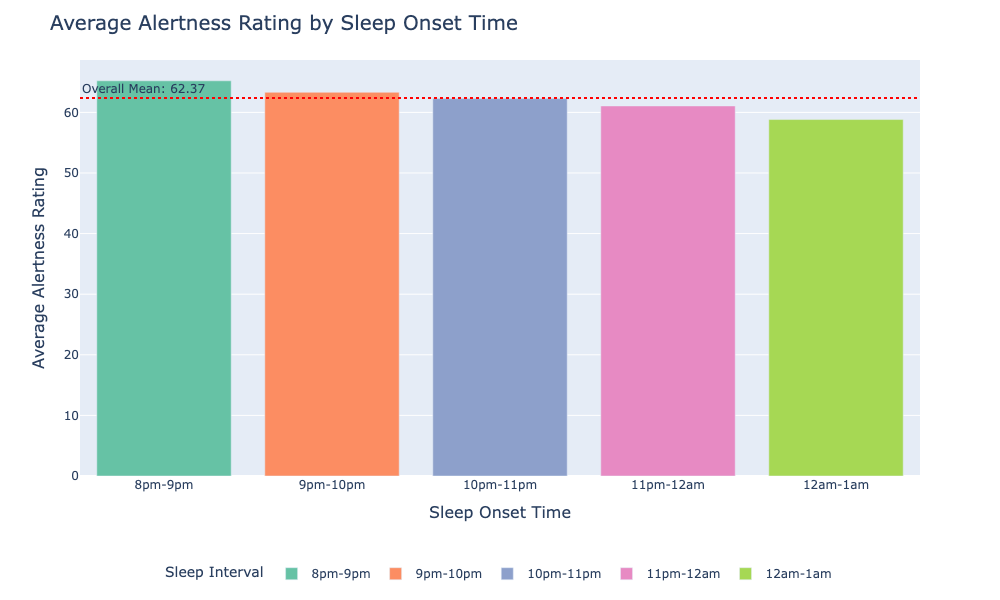 Average Alertness Rating by Sleep Onset Time
Overall Mean: 62.37
60
50
40
30
20
10
0
Average Alertness Rating
8pm-9pm
9pm-10pm
10pm-11pm
11pm-12am
12am-1am
Sleep Onset Time
Sleep Interval
8pm-9pm
9pm-10pm
10pm-11pm
11pm-12am
12am-1am